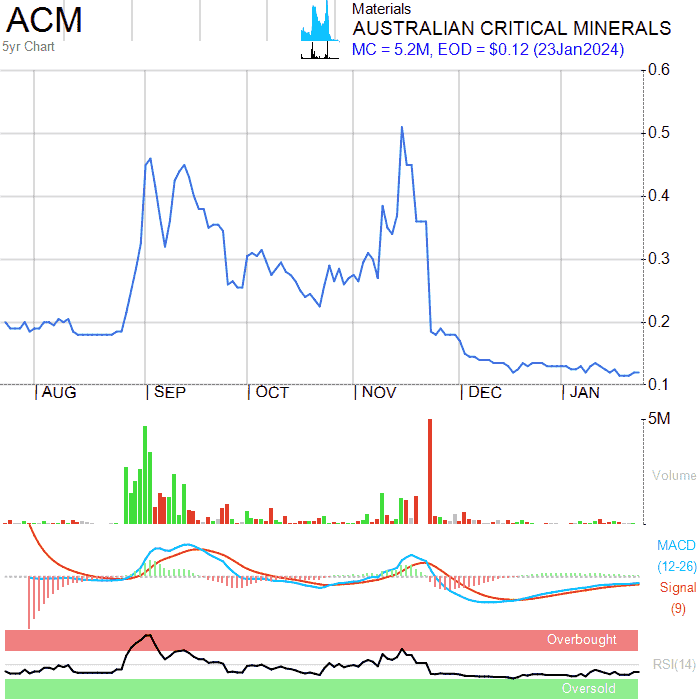 ACM
5yr Chart
Materials
AUSTRALIAN CRITICAL MINERALS
MC = 5.2M, EOD = $0.12 (23Jan2024)
0.6
0.5
0.4
0.3
0.2
0.1
AUG SEP OCT NOV DEC JAN
5M
Volume
MACD
(12-26)
Signal
(9)
Overbought
RSI(14)
Oversold